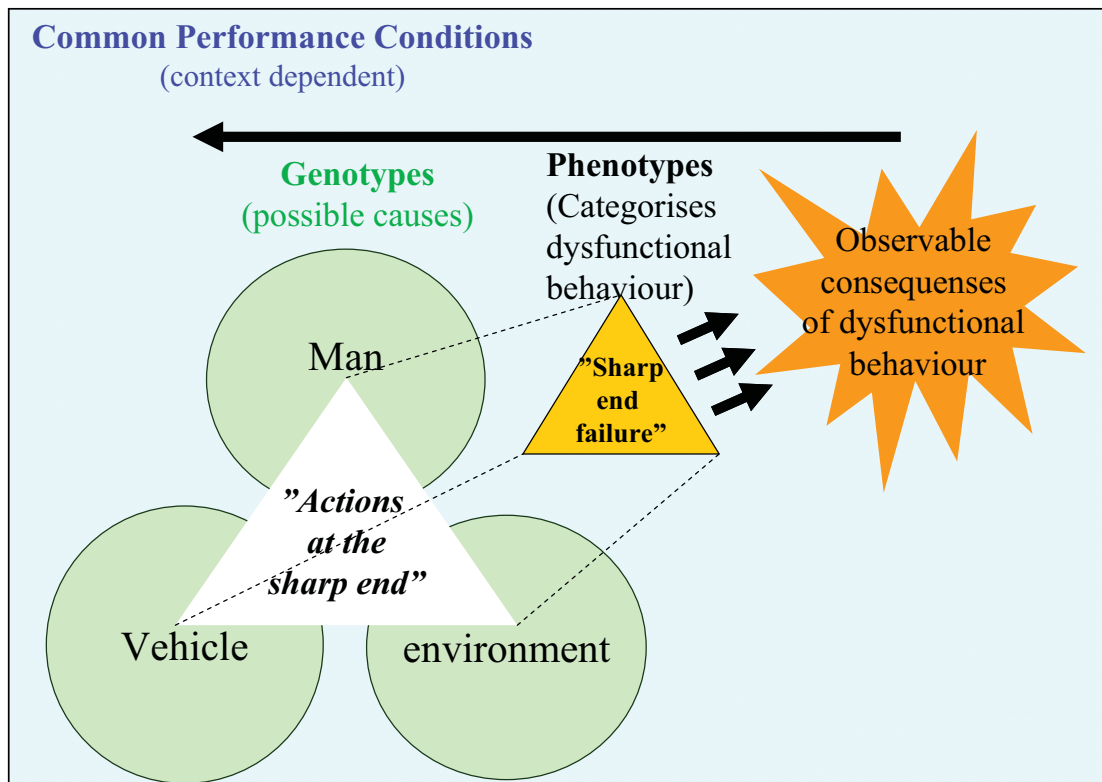 Common Performance Conditions
(context dependent)
Genotypes
(possible causes)
Phenotypes
(Categorises
dysfunctional
behaviour)
Observable
consequenses
of dysfunctional
behaviour
Man
”Sharp
end
failure”
”Actions
at the
sharp end”
Vehicle
environment